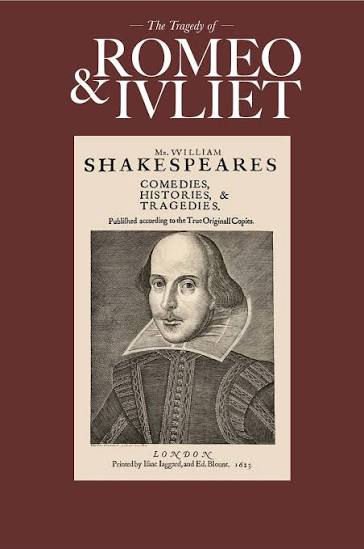 The Tragedy of
ROMEO
& IVLIET
Mr. WILLIAM
SHAKESPEARES
COMEDIES,
HISTORIES, &
TRAGEDIES.
Publiſhed according to the True Originall Copies.
LONDON
Printed by Iſaac Iaggard, and Ed. Blount. 1623